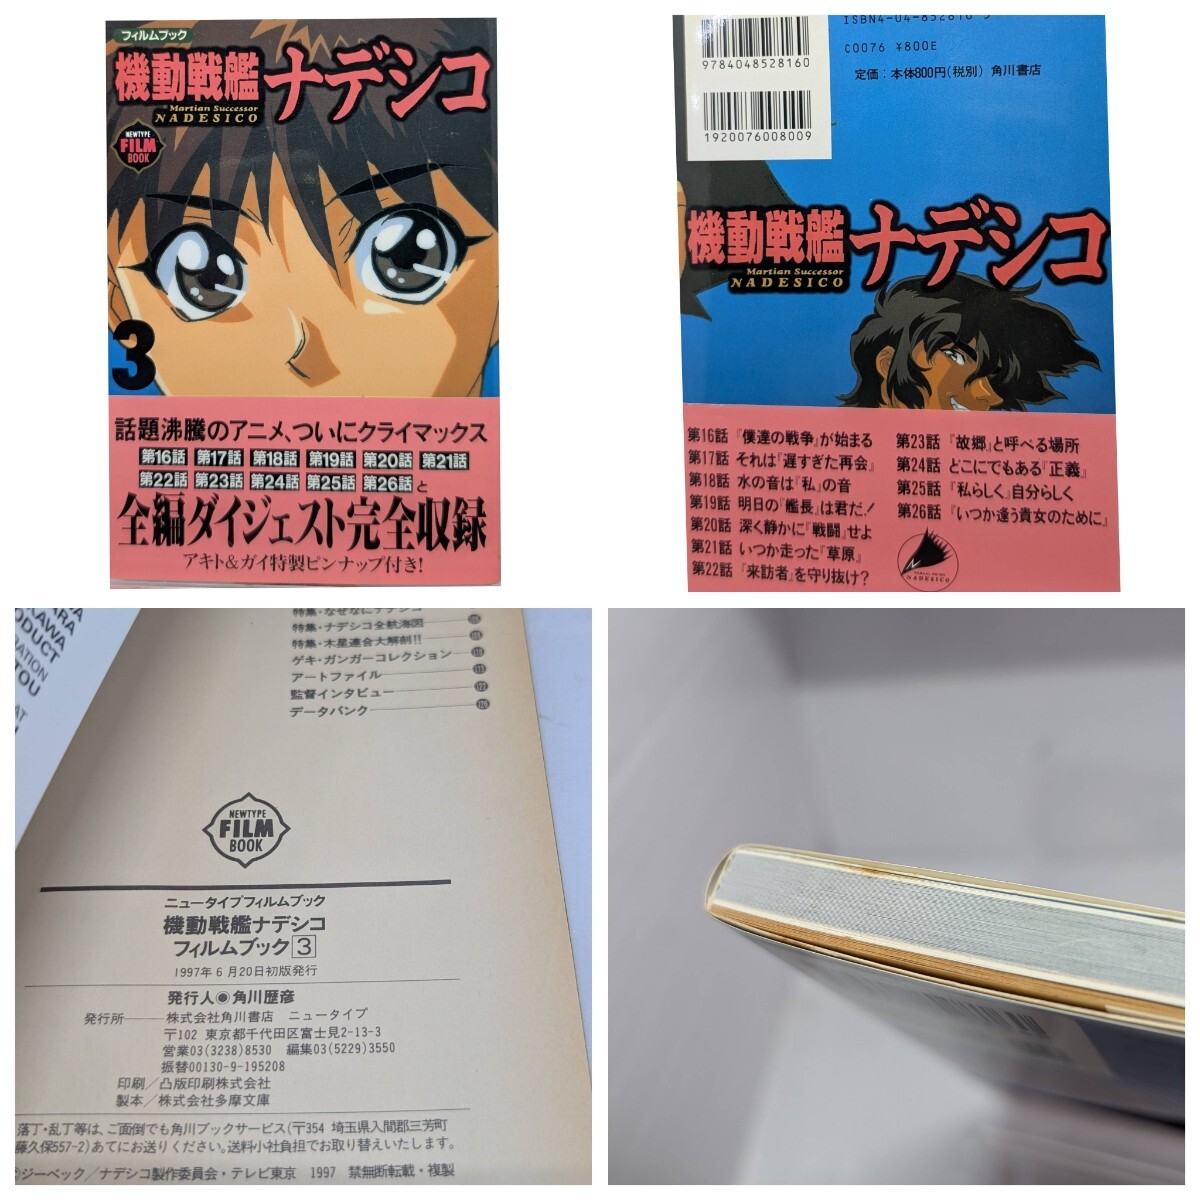 フィルムブック
機動戦艦ナデシコ
Martian Successor
NADESICO
NEWTYPE
FILM
BOOK
3
話題沸騰のアニメ、ついにクライマックス
第16話 第17話 第18話 第19話 第20話 第21話
第22話 第23話 第24話 第25話 第26話と
全編ダイジェスト完全収録
アキト&ガイ特製ピンナップ付き!
9784048528160
C0076 ¥800E
定価:本体800円(税別) 角川書店
1920076008009
機動戦艦ナデシコ
Martian Successor
NADESICO
第16話 『僕達の戦争』が始まる
第17話 それは『遅すぎた再会』
第18話 水の音は『私』の音
第19話 明日の『艦長』は君だ!
第20話 深く静かに『戦闘』せよ
第21話 いつか走った『草原』
第22話 『来訪者』を守り抜け?
第23話 『故郷』と呼べる場所
第24話 どこにでもある『正義』
第25話 『私らしく』自分らしく
第26話 『いつか逢う貴女のために』
NADESICO
特集・なぜなにナデシコ
特集・ナデシコ全航海図
特集・木星連合大解剖!!
ゲキ・ガンガーコレクション
アートファイル
監督インタビュー
データバンク
NEWTYPE
FILM
BOOK
ニュータイプフィルムブック
機動戦艦ナデシコ
フィルムブック3
1997年6月20日初版発行
発行人●角川歴彦
発行所――株式会社角川書店 ニュータイプ
〒102 東京都千代田区富士見2-13-3
営業03(3238)8530 編集03(5229)3550
振替00130-9-195208
印刷/凸版印刷株式会社
製本/株式会社多摩文庫
落丁・乱丁等は、ご面倒でも角川ブックサービス(〒354 埼玉県入間郡三芳町
藤久保557-2)あてにお送りください。送料小社負担でお取り替えいたします。
©ジーベック/ナデシコ製作委員会・テレビ東京 1997 禁無断転載・複製